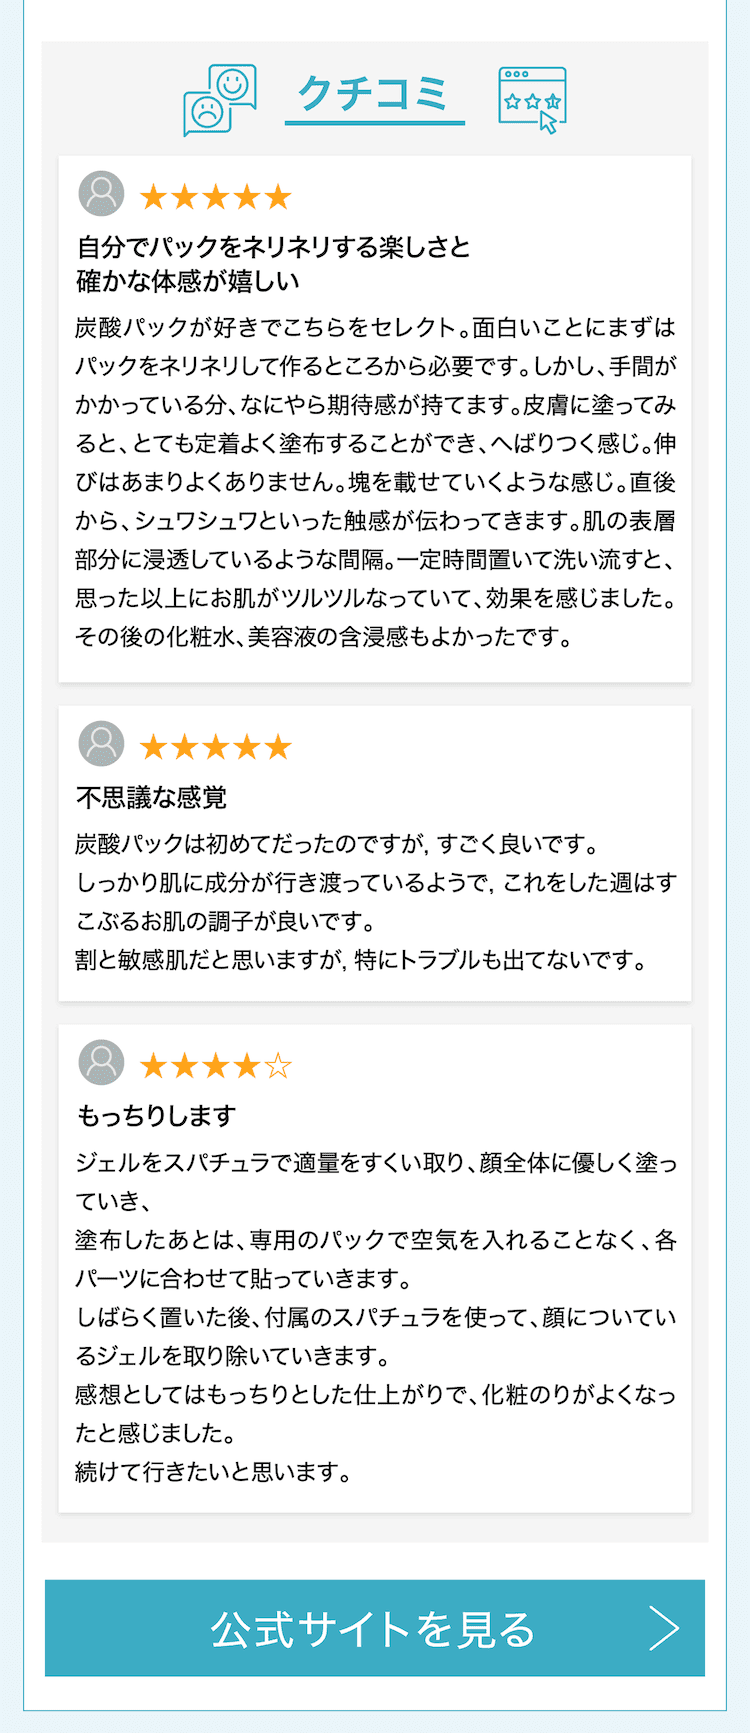 クチコミ
★★★★★
自分でパックをネリネリする楽しさと
確かな体感が嬉しい
炭酸パックが好きでこちらをセレクト。面白いことにまずは
パックをネリネリして作るところから必要です。しかし、手間が
かかっている分、なにやら期待感が持てます。皮膚に塗ってみ
ると、とても定着よく塗布することができ、へばりつく感じ。伸
びはあまりよくありません。塊を載せていくような感じ。直後
から、シュワシュワといった触感が伝わってきます。肌の表層
部分に浸透しているような間隔。一定時間置いて洗い流すと、
思った以上にお肌がツルツルなっていて、効果を感じました。
その後の化粧水、美容液の含浸感もよかったです。
★★★★★
不思議な感覚
炭酸パックは初めてだったのですが, すごく良いです。
しっかり肌に成分が行き渡っているようで, これをした週はす
こぶるお肌の調子が良いです。
割と敏感肌だと思いますが, 特にトラブルも出てないです。
★★★★☆
もっちりします
ジェルをスパチュラで適量をすくい取り、顔全体に優しく塗っ
ていき、
塗布したあとは、専用のパックで空気を入れることなく、各
パーツに合わせて貼っていきます。
しばらく置いた後、付属のスパチュラを使って、顔についてい
るジェルを取り除いていきます。
感想としてはもっちりとした仕上がりで、化粧のりがよくなっ
たと感じました。
続けて行きたいと思います。
公式サイトを見る